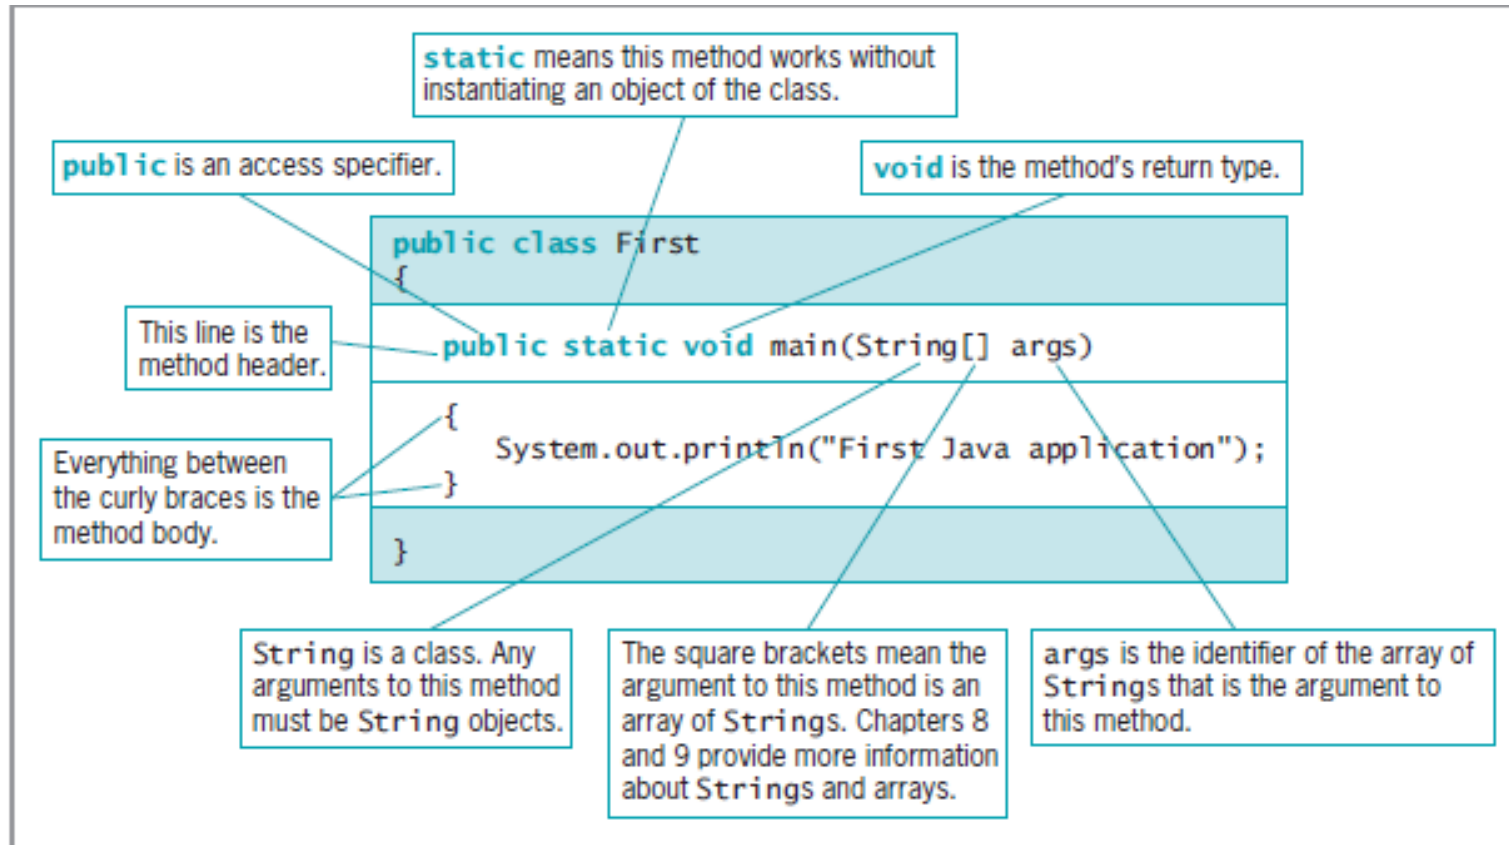 static means this method works without
instantiating an object of the class.
public is an access specifier.
void is the method's return type.
public class First
{
This line is the
method header.
public static void main(String[] args)
{
System.out.println("First Java application");
}
Everything between
the curly braces is the
method body.
}
String is a class. Any
arguments to this method
must be String objects.
The square brackets mean the
argument to this method is an
array of Strings. Chapters 8
and 9 provide more information
about Strings and arrays.
args is the identifier of the array of
Strings that is the argument to
this method.